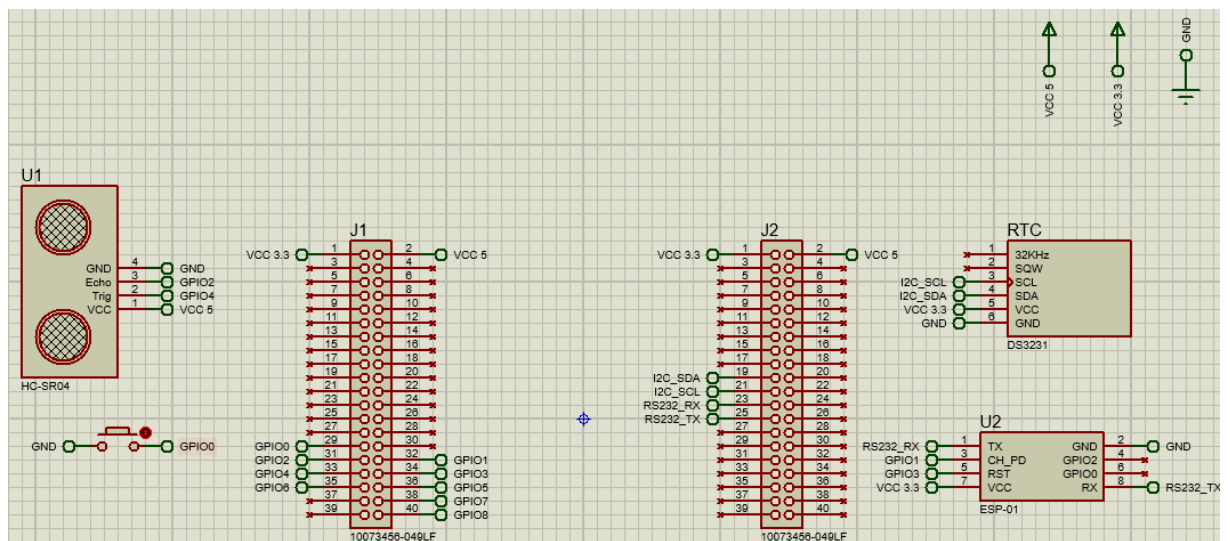 VCC 5
VCC 3.3
GND
U1
GND 4 GND
Echo 3 GPIO2
Trig 2 GPIO4
VCC 1 VCC 5
HC-SR04
GND GPIO0
J1
VCC 3.3 1 2 VCC 5
3 4
5 6
7 8
9 10
11 12
13 14
15 16
17 18
19 20
21 22
23 24
25 26
27 28
GPIO0 29 30
GPIO2 31 32 GPIO1
GPIO4 33 34 GPIO3
GPIO6 35 36 GPIO5
37 38 GPIO7
39 40 GPIO8
10073456-049LF
J2
VCC 3.3 1 2 VCC 5
3 4
5 6
7 8
9 10
11 12
13 14
15 16
17 18
I2C_SDA 19 20
I2C_SCL 21 22
RS232_RX 23 24
RS232_TX 25 26
27 28
29 30
31 32
33 34
35 36
37 38
39 40
10073456-049LF
RTC
1 32KHz
2 SQW
I2C_SCL 3 SCL
I2C_SDA 4 SDA
VCC 3.3 5 VCC
GND 6 GND
DS3231
U2
RS232_RX 1 TX GND 2 GND
GPIO1 3 CH_PD GPIO2 4
GPIO3 5 RST GPIO0 6
VCC 3.3 7 VCC RX 8 RS232_TX
ESP-01